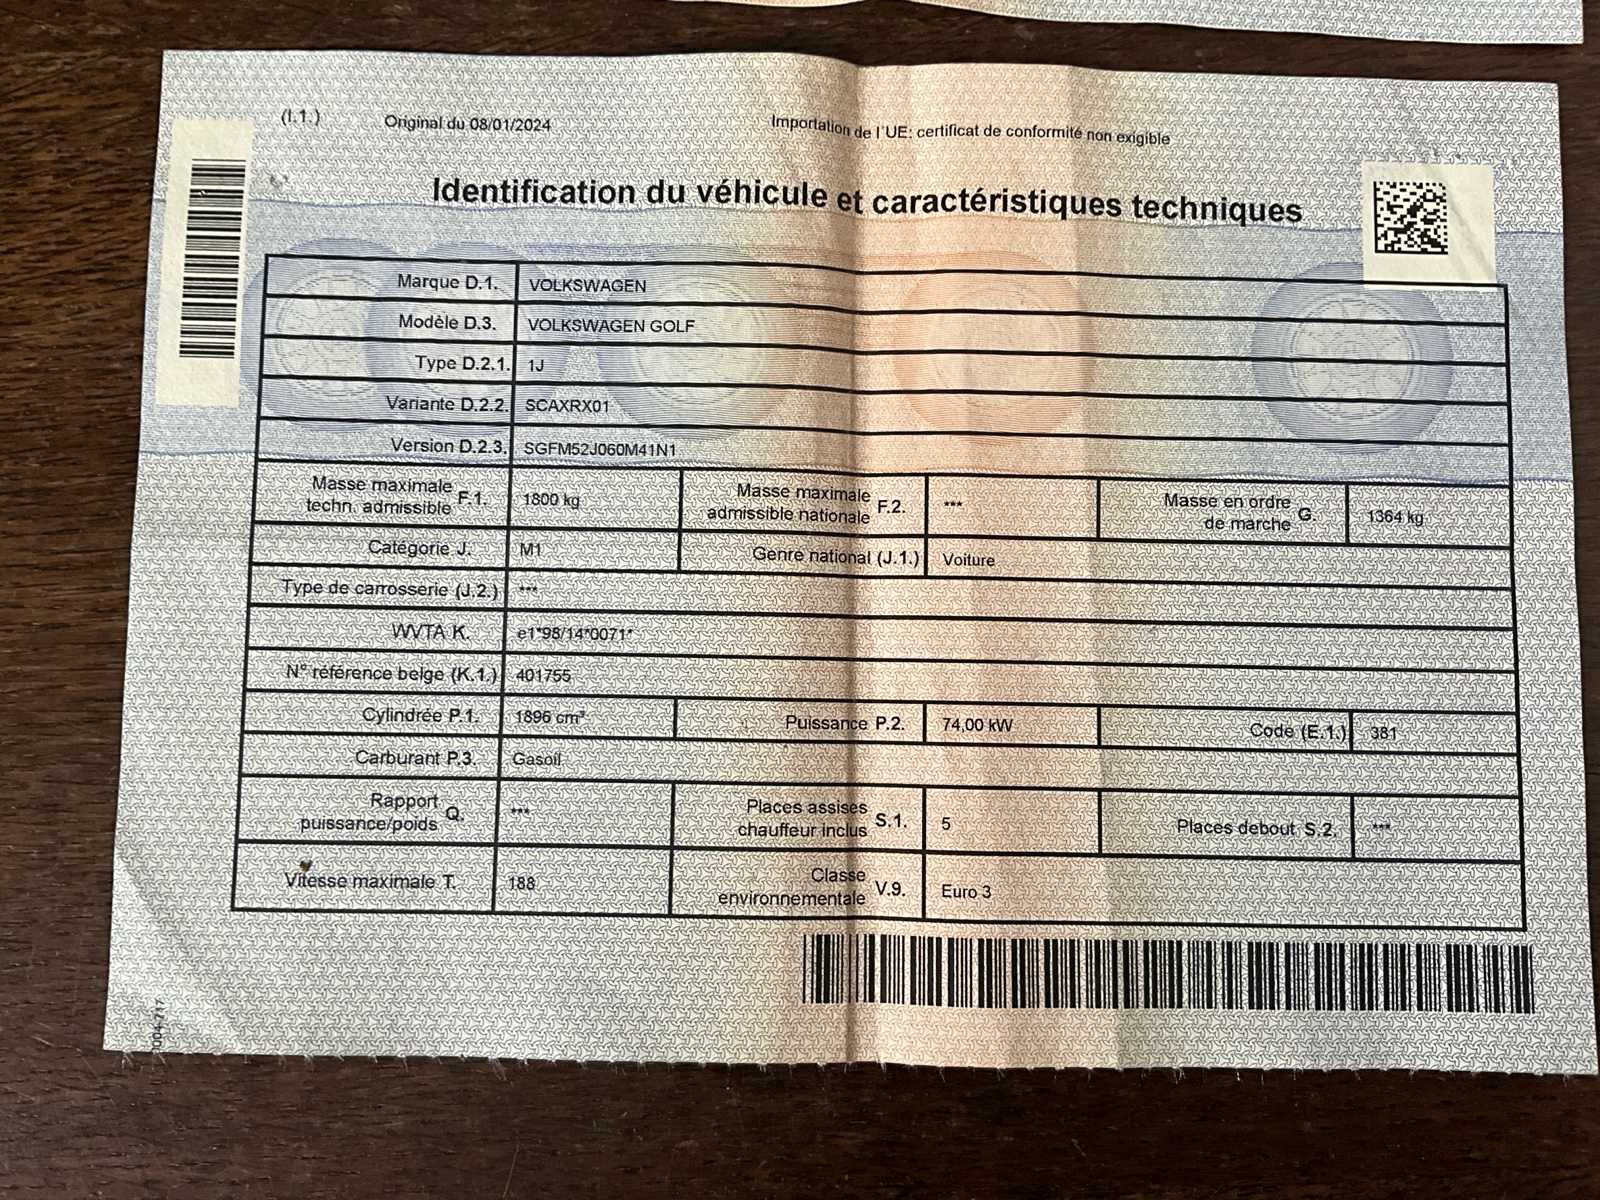 (I.1.) Original du 08/01/2024 Importation de l'UE: certificat de conformité non exigible
Identification du véhicule et caractéristiques techniques
Marque D.1. VOLKSWAGEN
Modèle D.3. VOLKSWAGEN GOLF
Type D.2.1. 1J
Variante D.2.2. SCAXRX01
Version D.2.3. SGFM52J060M41N1
Masse maximale
techn. admissible F.1. 1800 kg
Masse maximale
admissible nationale F.2. ***
Masse en ordre
de marche G. 1364 kg
Catégorie J. M1 Genre national (J.1.) Voiture
Type de carrosserie (J.2.) ***
WVTA K. e1*98/14*0071*
N° référence belge (K.1.) 401755
Cylindrée P.1. 1896 cm³ Puissance P.2. 74,00 kW Code (E.1.) 381
Carburant P.3. Gasoil
Rapport
puissance/poids Q. ***
Places assises
chauffeur inclus S.1. 5
Places debout S.2. ***
Vitesse maximale T. 188
Classe
environnementale V.9. Euro 3